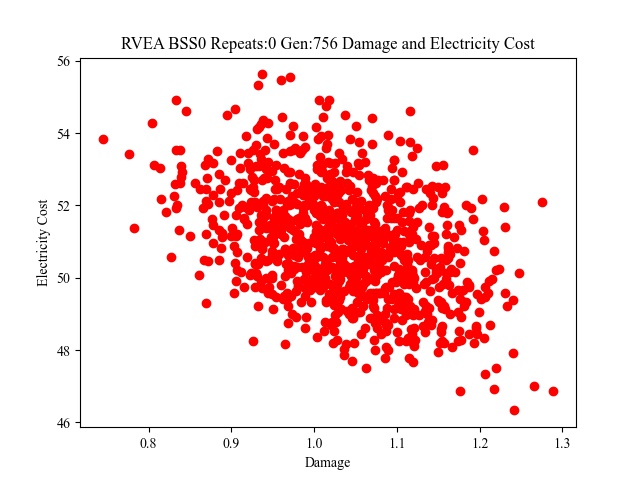 RVEA BSS0 Repeats:0 Gen:756 Damage and Electricity Cost
56
54
52
50
48
46
Electricity Cost
0.8 0.9 1.0 1.1 1.2 1.3
Damage